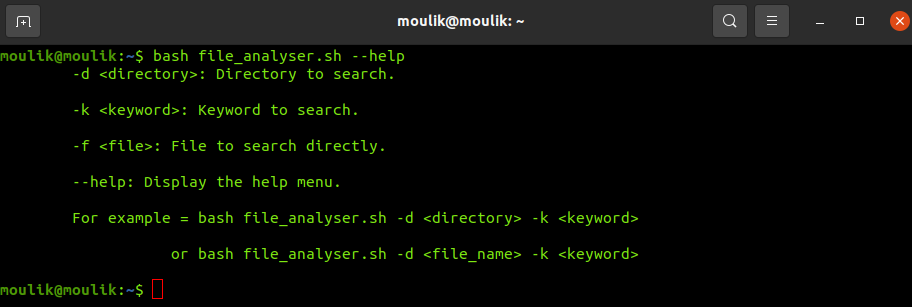 moulik@moulik: ~
moulik@moulik:~$ bash file_analyser.sh --help
-d <directory>: Directory to search.
-k <keyword>: Keyword to search.
-f <file>: File to search directly.
--help: Display the help menu.
For example = bash file_analyser.sh -d <directory> -k <keyword>
or bash file_analyser.sh -d <file_name> -k <keyword>
moulik@moulik:~$